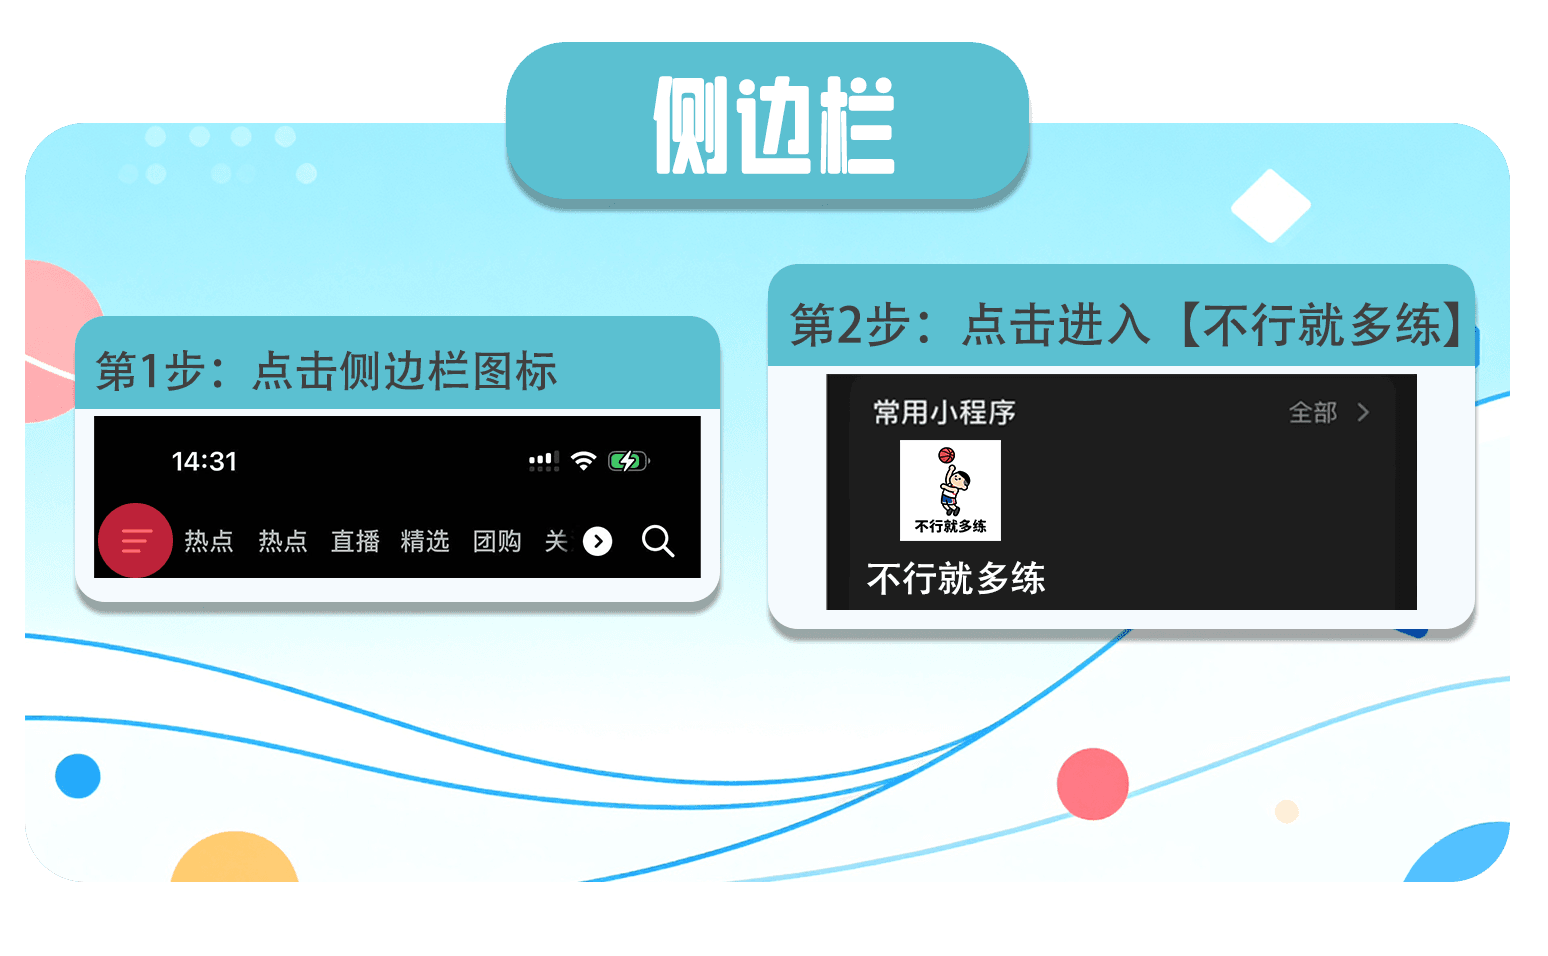 侧边栏
第1步：点击侧边栏图标
14:31
热点 热点 直播 精选 团购 关
第2步：点击进入【不行就多练】
常用小程序 全部
不行就多练
不行就多练